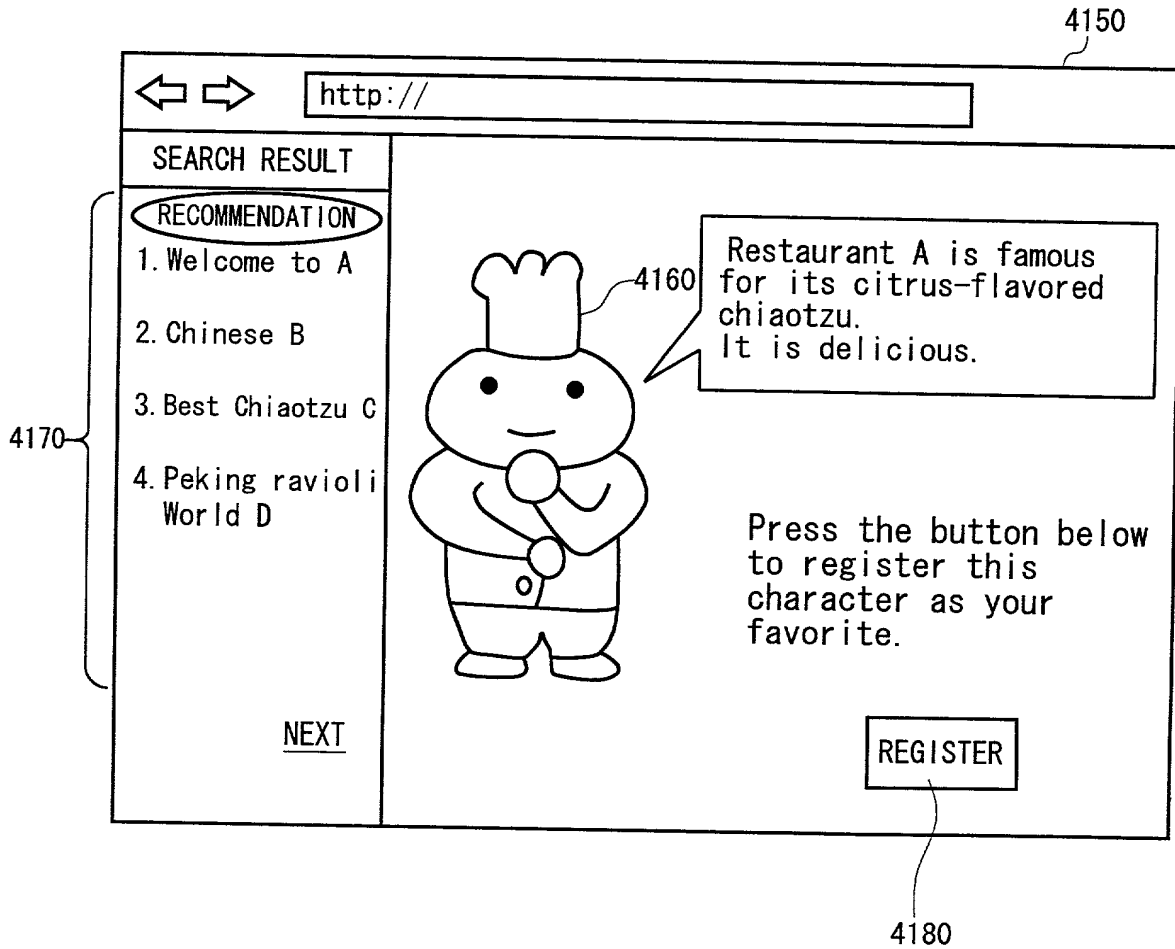 4150
http://
SEARCH RESULT
RECOMMENDATION
1. Welcome to A
2. Chinese B
3. Best Chiaotzu C
4. Peking ravioli
World D
NEXT
4170
4160
Restaurant A is famous
for its citrus-flavored
chiaotzu.
It is delicious.
Press the button below
to register this
character as your
favorite.
REGISTER
4180